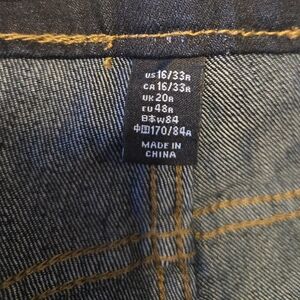 US 16/33R
CA 16/33R
UK 20R
EU 48R
日本 W84
中国 170/84A
MADE IN
CHINA